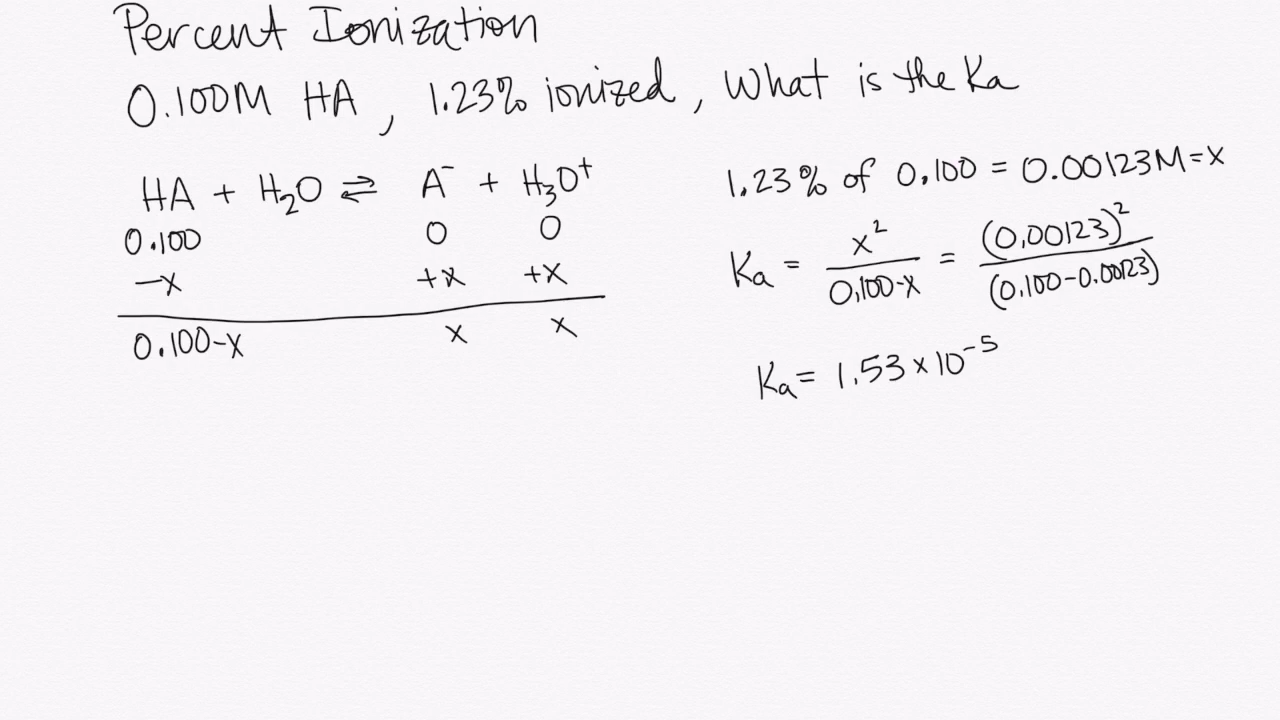 Percent Ionization
0.100M HA, 1.23% ionized, What is the Ka
HA + H₂O ⇌ A⁻ + H₃O⁺
0.100 0 0
-x +x +x
0.100-x x x
1.23% of 0.100 = 0.00123M = x
Ka = x²/(0.100-x) = (0.00123)²/(0.100-0.00123)
Ka = 1.53 × 10⁻⁵